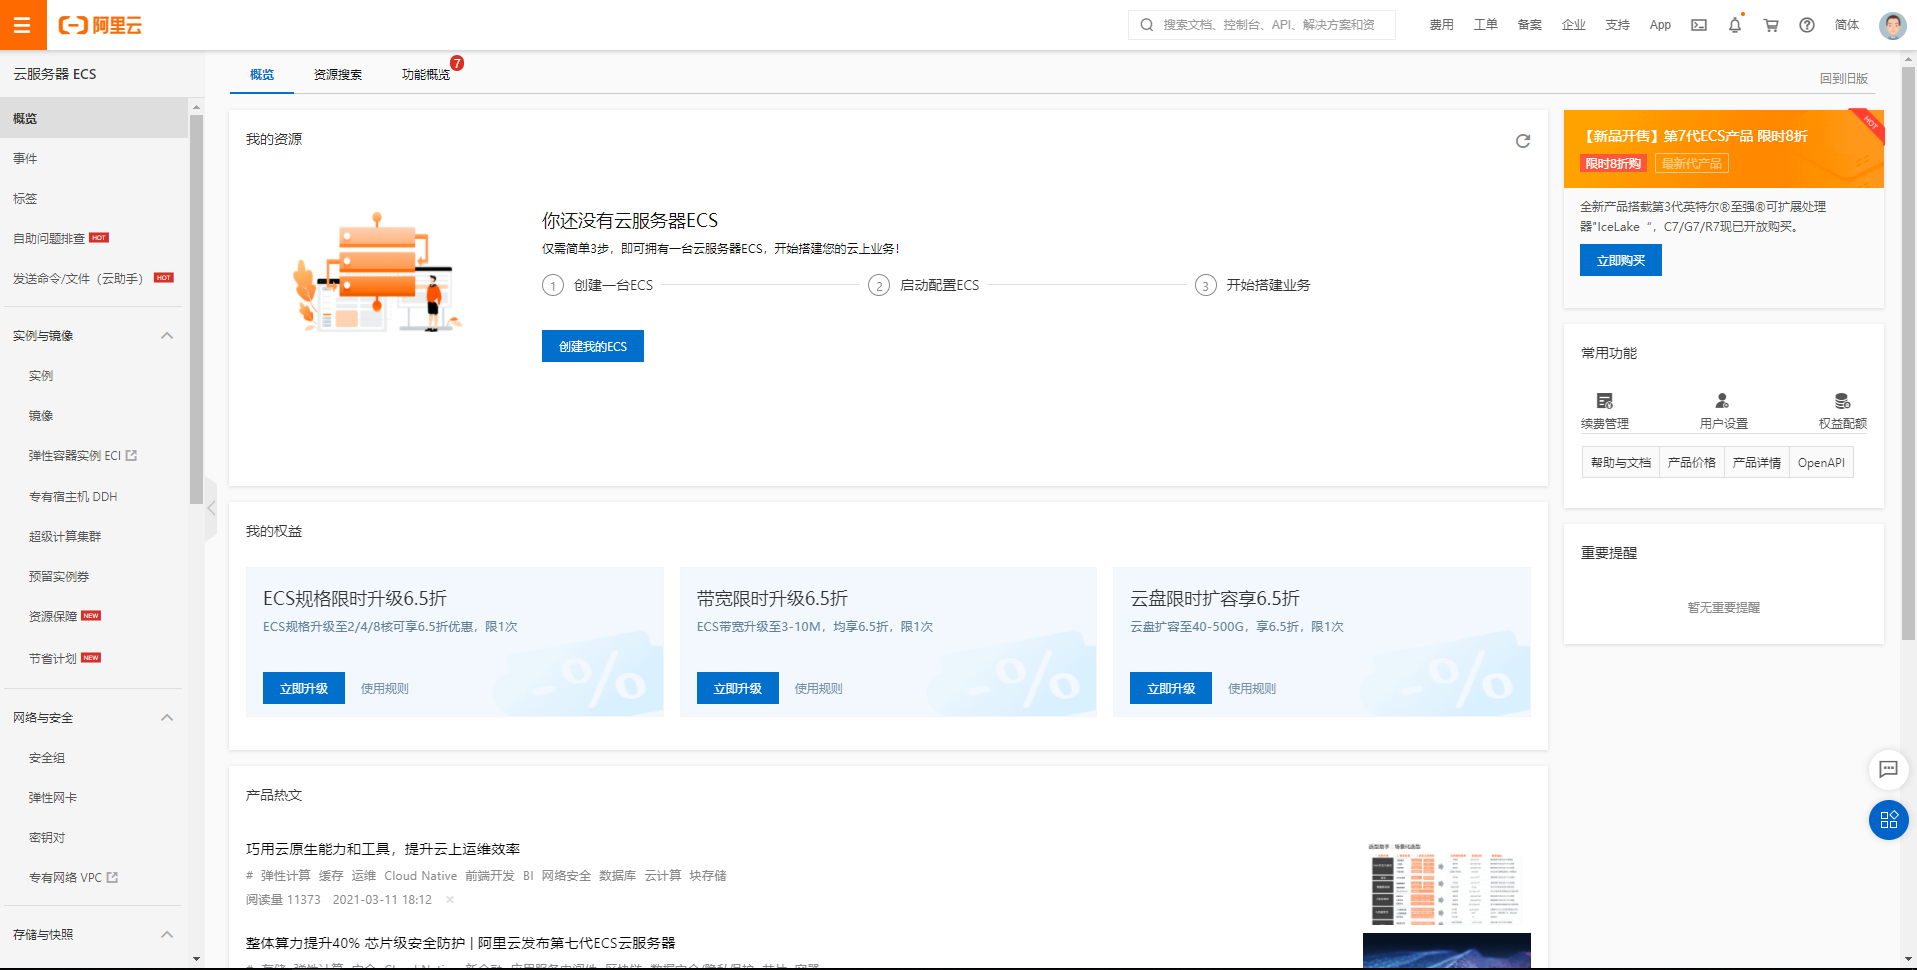 阿里云
搜索文档、控制台、API、解决方案和资
费用 工单 备案 企业 支持 App 简体
云服务器 ECS
概览
事件
标签
自助问题排查 HOT
发送命令/文件（云助手） HOT
实例与镜像
实例
镜像
弹性容器实例 ECI
专有宿主机 DDH
超级计算集群
预留实例券
资源保障 NEW
节省计划 NEW
网络与安全
安全组
弹性网卡
密钥对
专有网络 VPC
存储与快照
概览 资源搜索 功能概览 7
回到旧版
我的资源
你还没有云服务器ECS
仅需简单3步，即可拥有一台云服务器ECS，开始搭建您的云上业务！
1 创建一台ECS 2 启动配置ECS 3 开始搭建业务
创建我的ECS
我的权益
ECS规格限时升级6.5折
ECS规格升级至2/4/8核可享6.5折优惠，限1次
立即升级 使用规则
带宽限时升级6.5折
ECS带宽升级至3-10M，均享6.5折，限1次
立即升级 使用规则
云盘限时扩容享6.5折
云盘扩容至40-500G，享6.5折，限1次
立即升级 使用规则
产品热文
巧用云原生能力和工具，提升云上运维效率
# 弹性计算 缓存 运维 Cloud Native 前端开发 BI 网络安全 数据库 云计算 块存储
阅读量 11373 2021-03-11 18:12
整体算力提升40% 芯片级安全防护 | 阿里云发布第七代ECS云服务器
【新品开售】第7代ECS产品 限时8折
HOT
限时8折购 最新代产品
全新产品搭载第3代英特尔®至强®可扩展处理
器"IceLake "，C7/G7/R7现已开放购买。
立即购买
常用功能
续费管理 用户设置 权益配额
帮助与文档 产品价格 产品详情 OpenAPI
重要提醒
暂无重要提醒